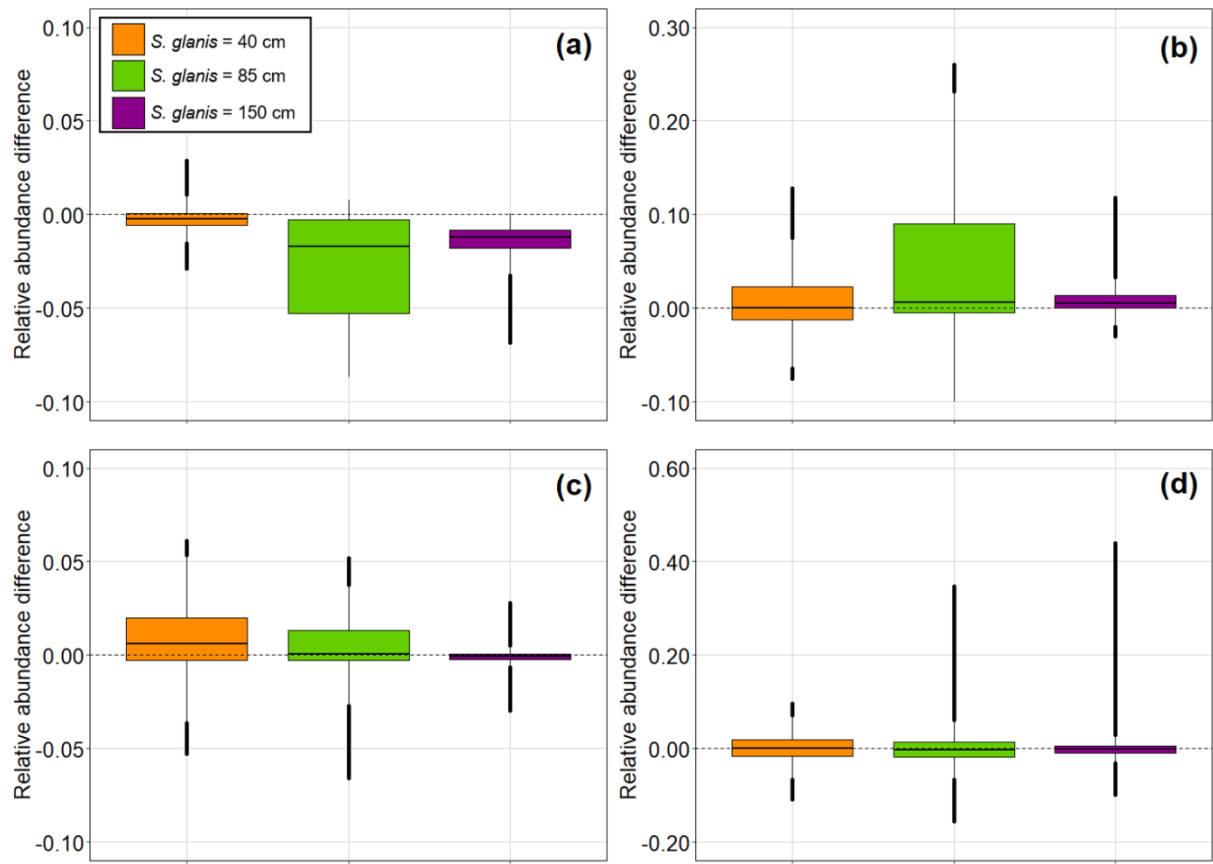 (a)
S. glanis = 40 cm
S. glanis = 85 cm
S. glanis = 150 cm
Relative abundance difference
0.10
0.05
0.00
-0.05
-0.10
(b)
Relative abundance difference
0.30
0.20
0.10
0.00
-0.10
(c)
Relative abundance difference
0.10
0.05
0.00
-0.05
-0.10
(d)
Relative abundance difference
0.60
0.40
0.20
0.00
-0.20